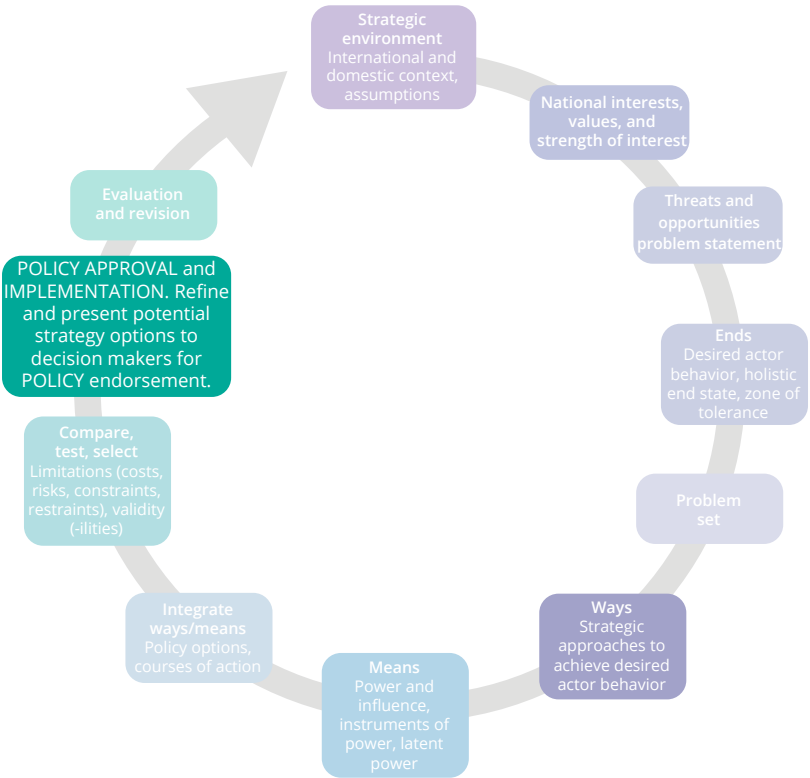 Strategic
environment
International and
domestic context,
assumptions
National interests,
values, and
strength of interest
Threats and
opportunities
problem statement
Ends
Desired actor
behavior, holistic
end state, zone of
tolerance
Problem
set
Ways
Strategic
approaches to
achieve desired
actor behavior
Means
Power and
influence,
instruments of
power, latent
power
Integrate
ways/means
Policy options,
courses of action
Compare,
test, select
Limitations (costs,
risks, constraints,
restraints), validity
(-ilities)
POLICY APPROVAL and
IMPLEMENTATION. Refine
and present potential
strategy options to
decision makers for
POLICY endorsement.
Evaluation
and revision